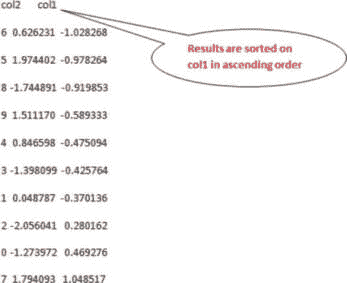 col2 col1
6 0.626231 -1.028268
5 1.974402 -0.978264
8 -1.744891 -0.919853
9 1.511170 -0.589333
4 0.846598 -0.475094
3 -1.398099 -0.425764
1 0.048787 -0.370136
2 -2.056041 0.280162
0 -1.273972 0.469276
7 1.794093 1.048517
Results are sorted on
col1 in ascending order